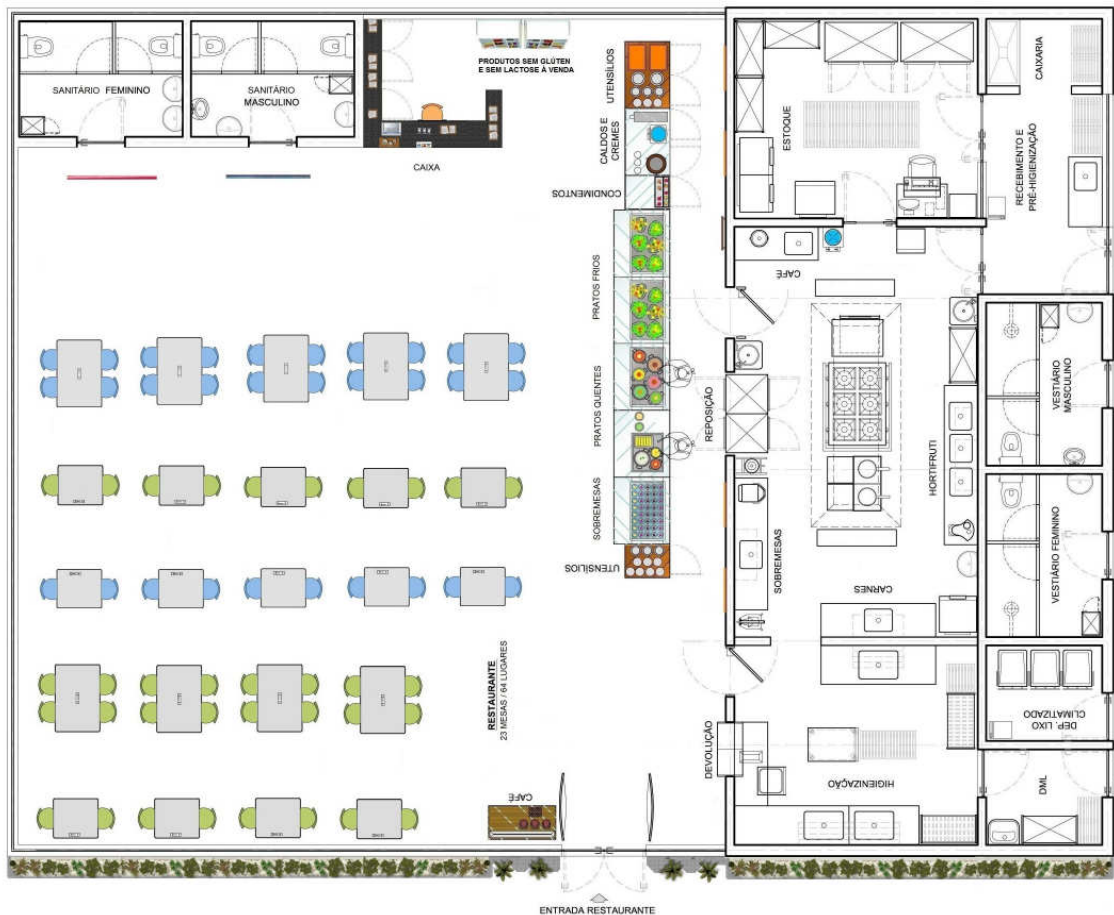 SANITÁRIO FEMININO
SANITÁRIO
MASCULINO
PRODUTOS SEM GLÚTEN
E SEM LACTOSE À VENDA
CAIXA
UTENSÍLIOS
CALDOS E
CREMES
CONDIMENTOS
PRATOS FRIOS
PRATOS QUENTES
SOBREMESAS
UTENSÍLIOS
ESTOQUE
CAIXARIA
RECEBIMENTO E
PRÉ-HIGIENIZAÇÃO
CAFÉ
REPOSIÇÃO
HORTIFRUTI
VESTIÁRIO
MASCULINO
SOBREMESAS
CARNES
VESTIÁRIO FEMININO
RESTAURANTE
23 MESAS / 64 LUGARES
DEVOLUÇÃO
HIGIENIZAÇÃO
DEP. LIXO
CLIMATIZADO
DML
CAFÉ
ENTRADA RESTAURANTE